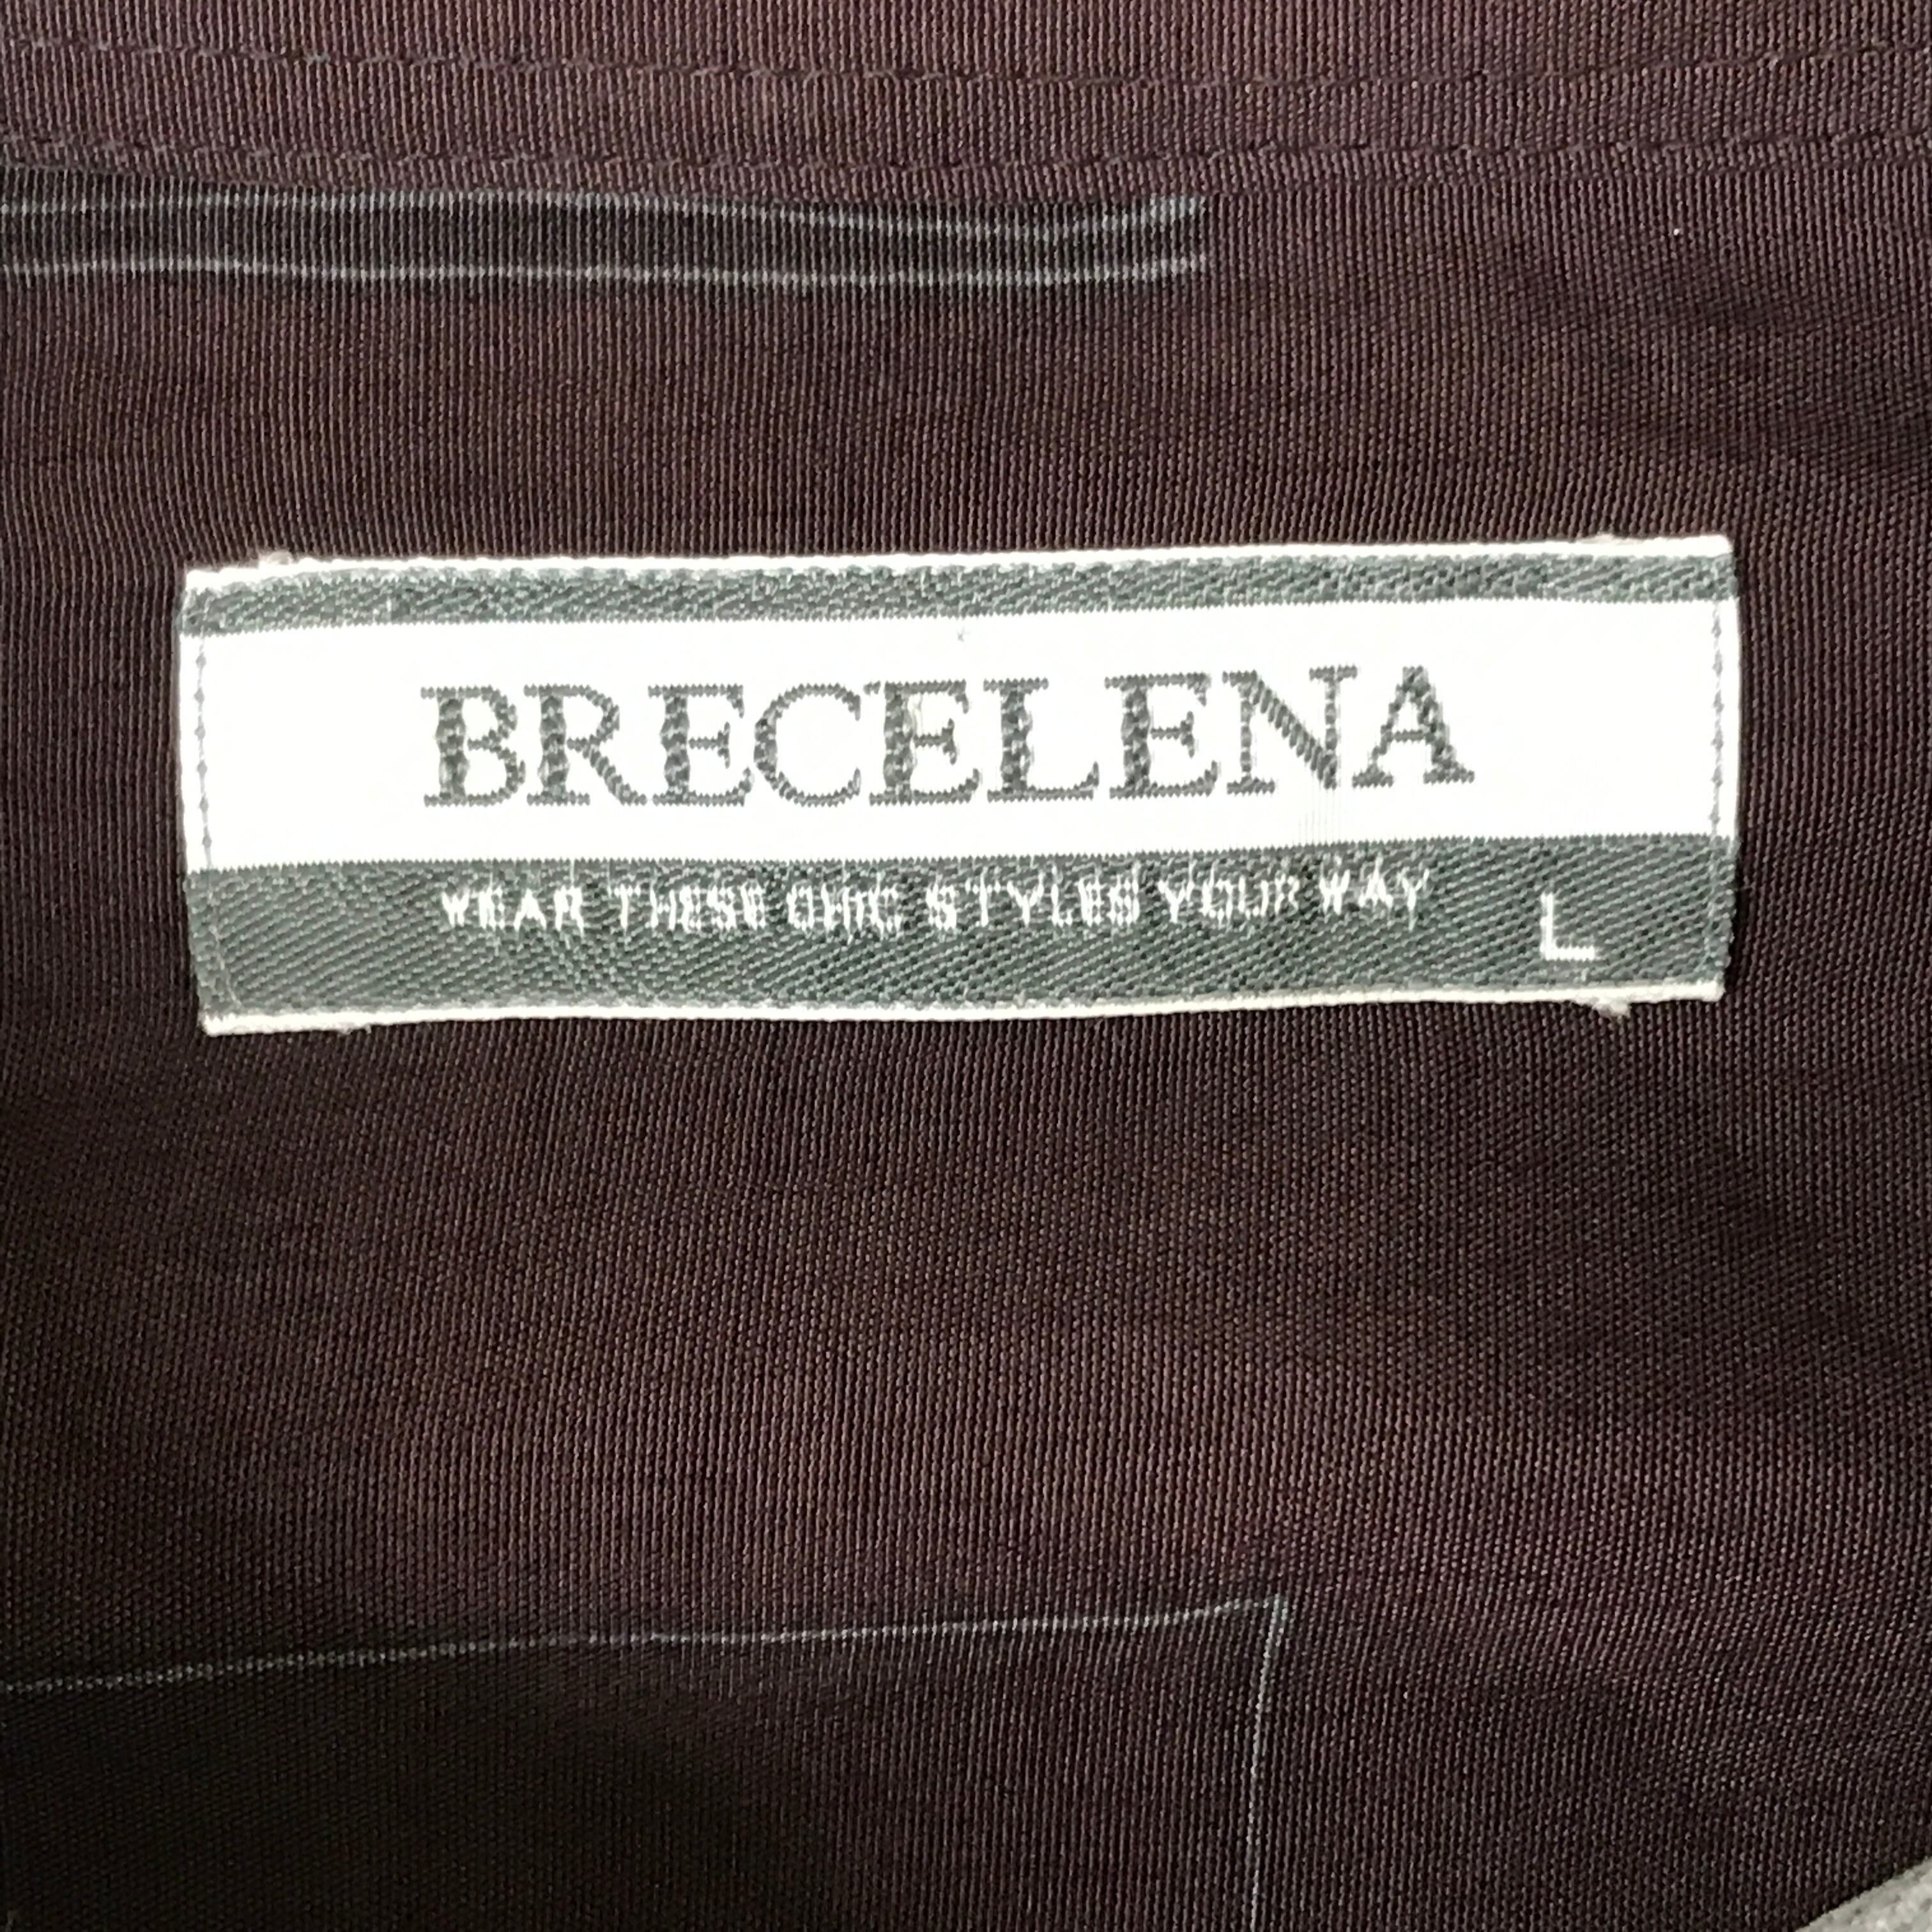 BRECELENA
WEAR THESE CHIC STYLES YOUR WAY
L